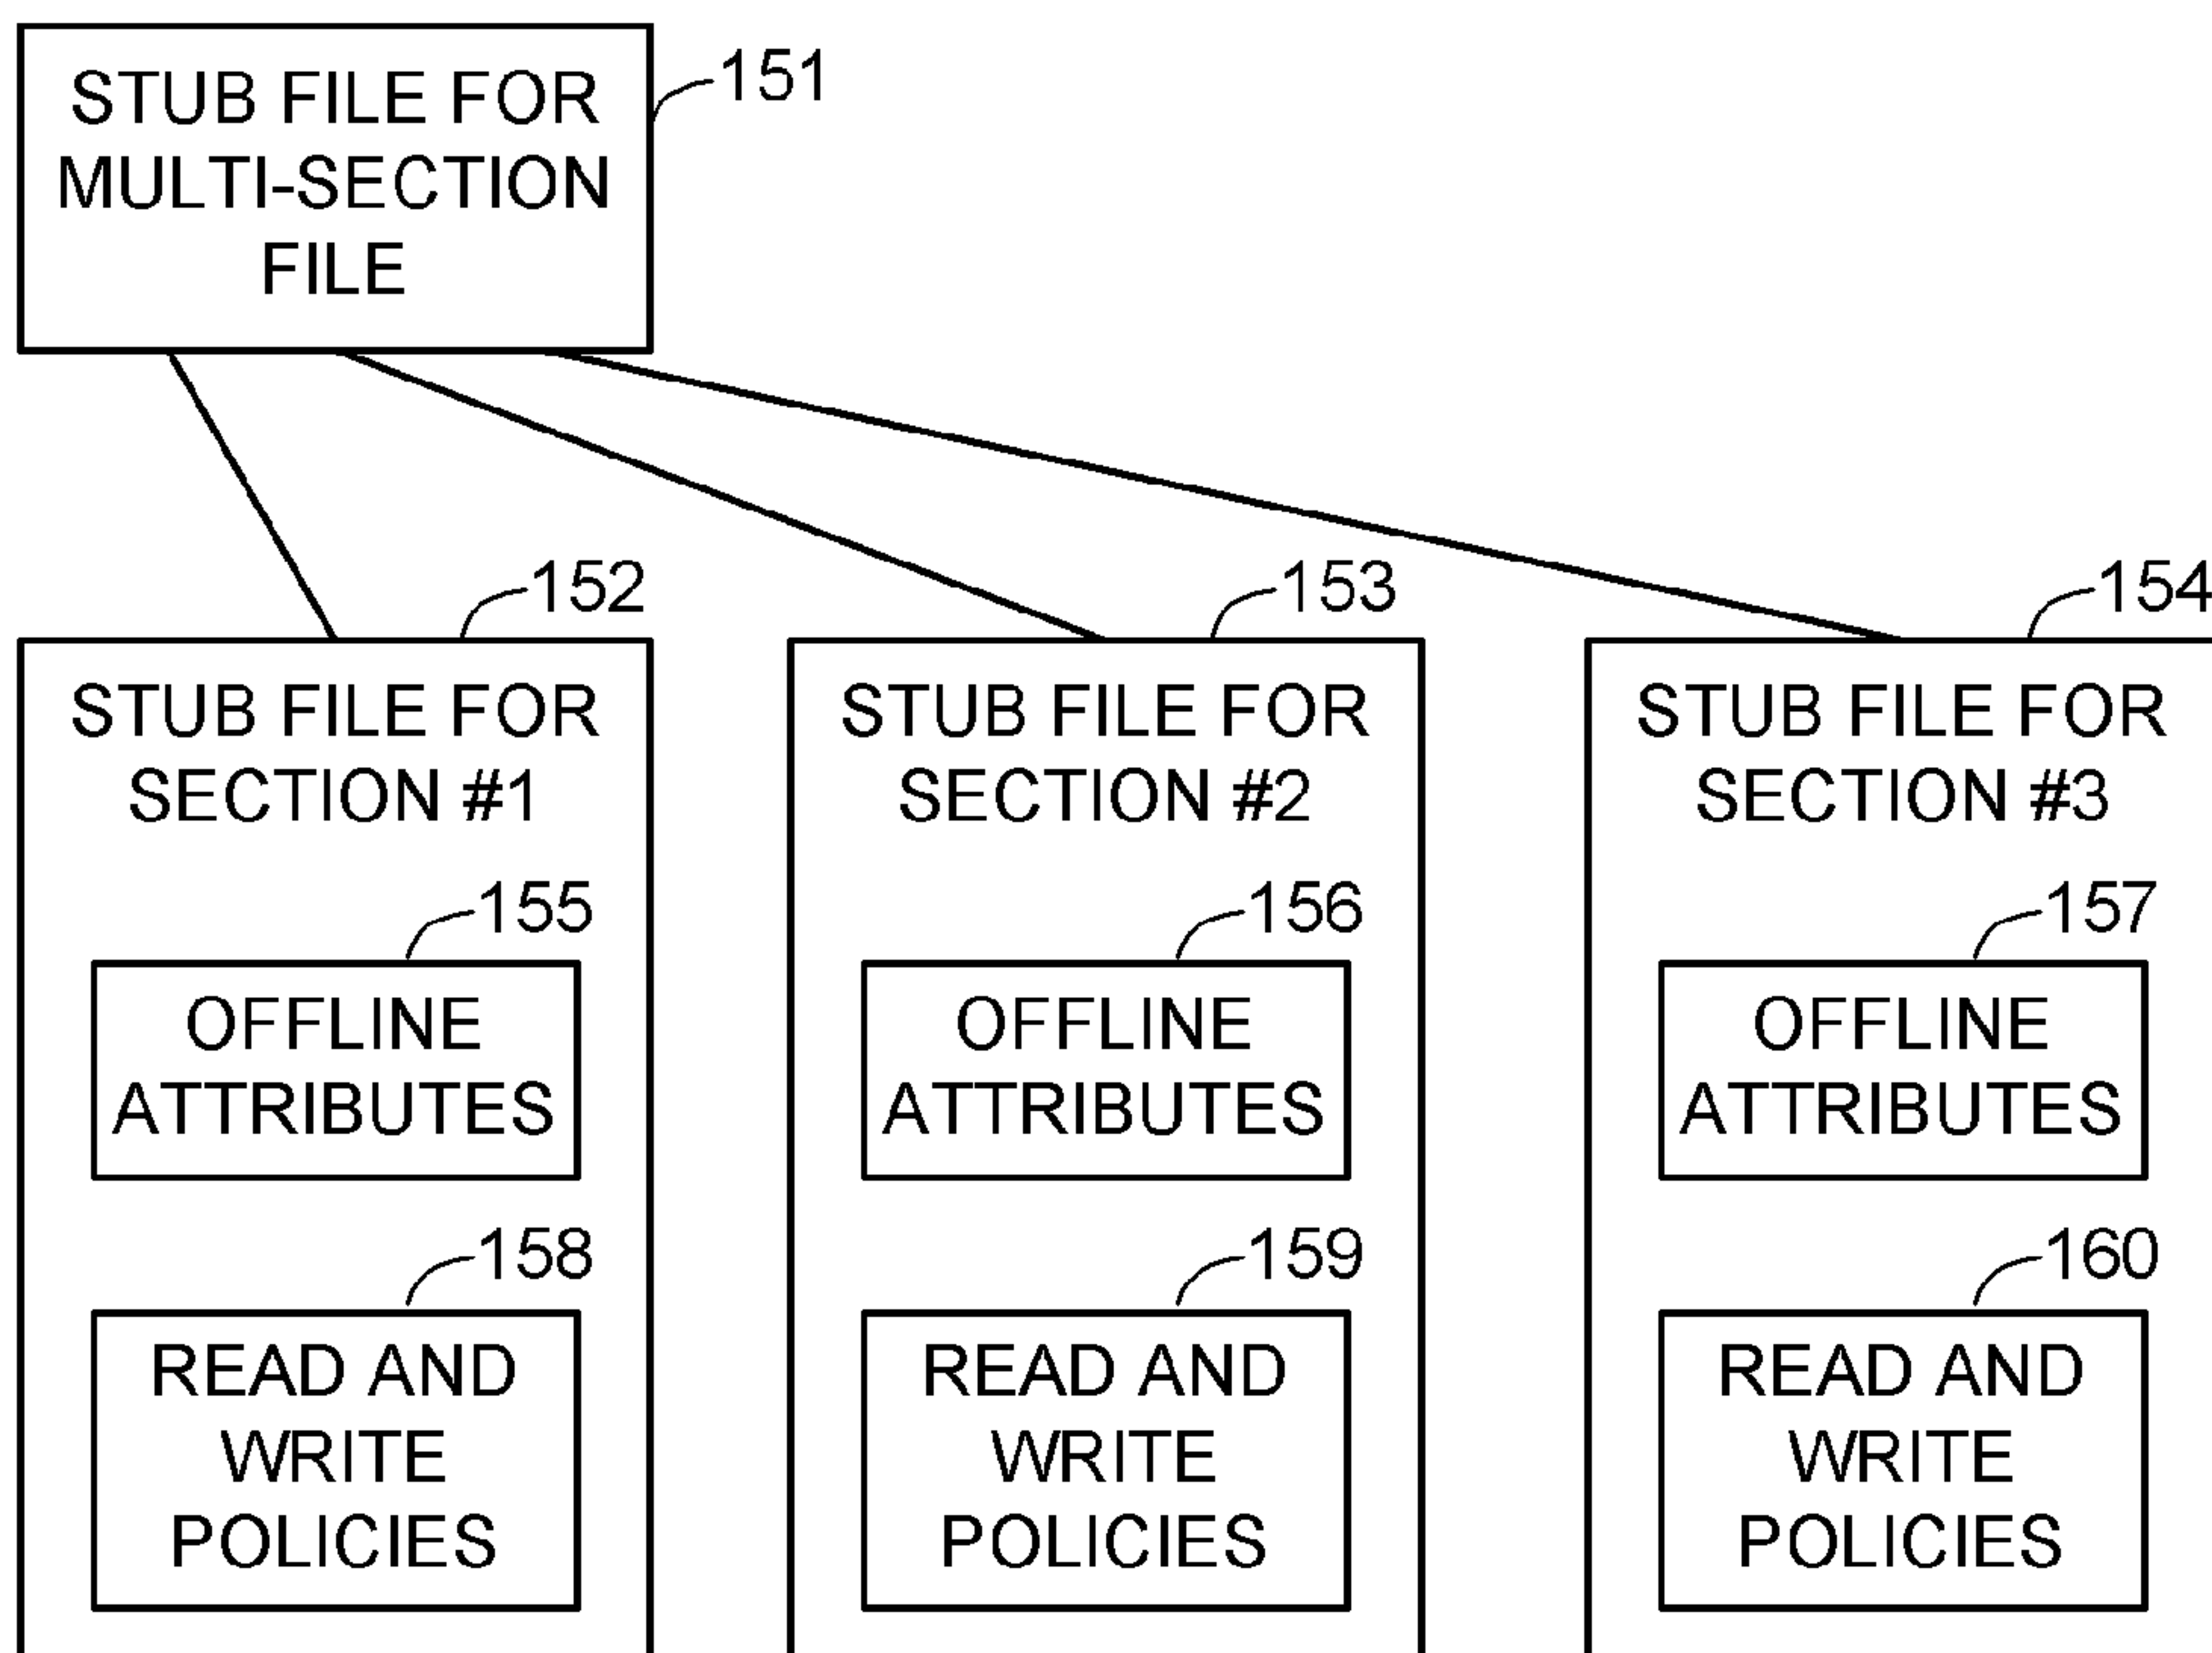 STUB FILE FOR
MULTI-SECTION
FILE
151
152
153
154
STUB FILE FOR
SECTION #1
STUB FILE FOR
SECTION #2
STUB FILE FOR
SECTION #3
155
156
157
OFFLINE
ATTRIBUTES
OFFLINE
ATTRIBUTES
OFFLINE
ATTRIBUTES
158
159
160
READ AND
WRITE
POLICIES
READ AND
WRITE
POLICIES
READ AND
WRITE
POLICIES